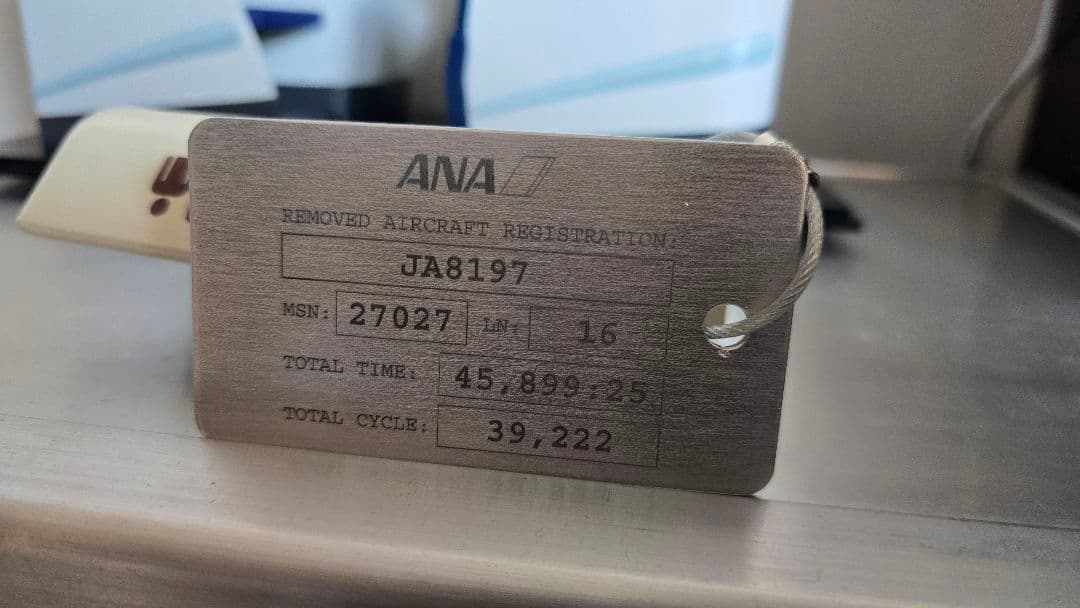 ANA
REMOVED AIRCRAFT REGISTRATION:
JA8197
MSN: 27027 LN: 16
TOTAL TIME: 45,899:25
TOTAL CYCLE: 39,222